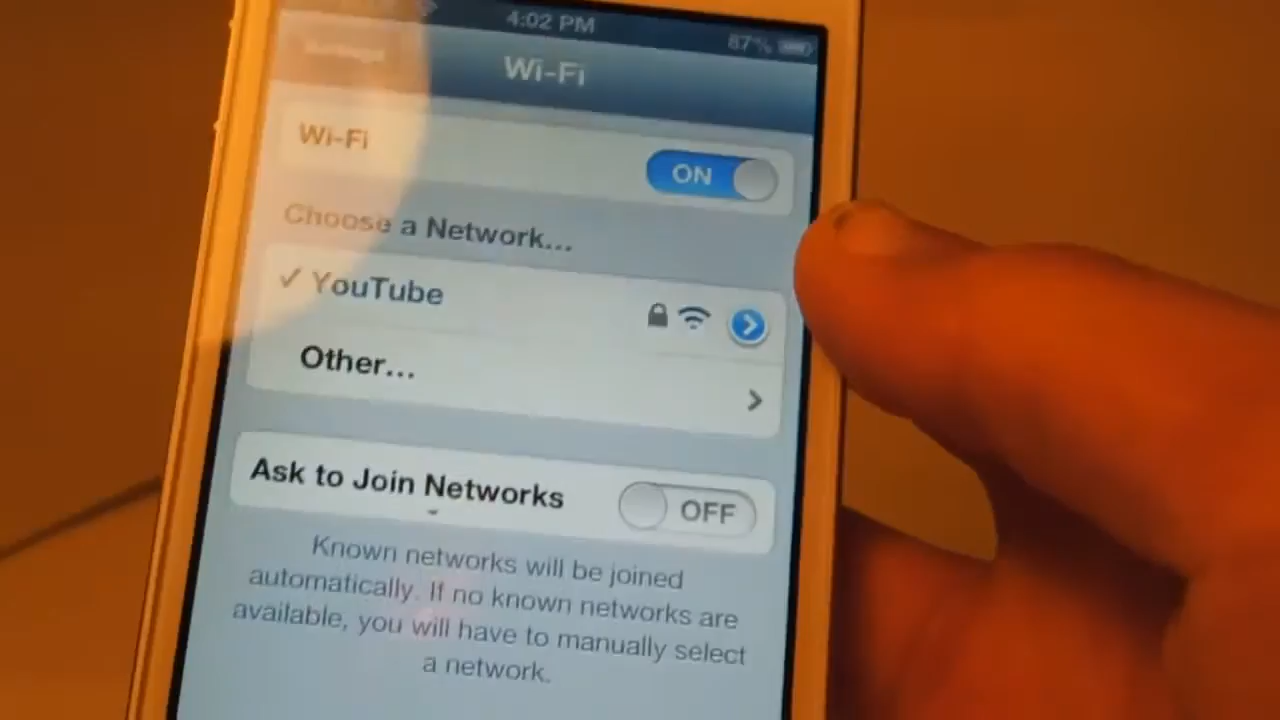 4:02 PM
87%
Settings
Wi-Fi
Wi-Fi
ON
Choose a Network...
YouTube
Other...
Ask to Join Networks
OFF
Known networks will be joined
automatically. If no known networks are
available, you will have to manually select
a network.